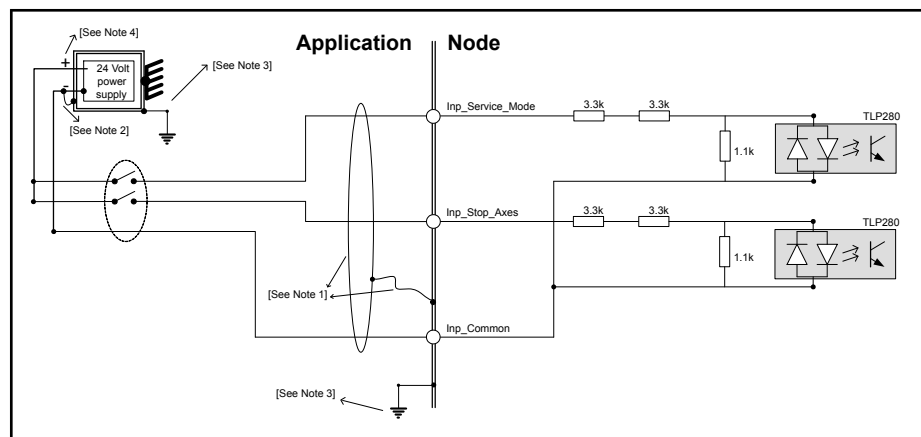 [See Note 4]
Application
Node
+
24 Volt
power
supply
-
[See Note 3]
[See Note 2]
Inp_Service_Mode
3.3k
3.3k
TLP280
1.1k
Inp_Stop_Axes
3.3k
3.3k
TLP280
1.1k
[See Note 1]
Inp_Common
[See Note 3]